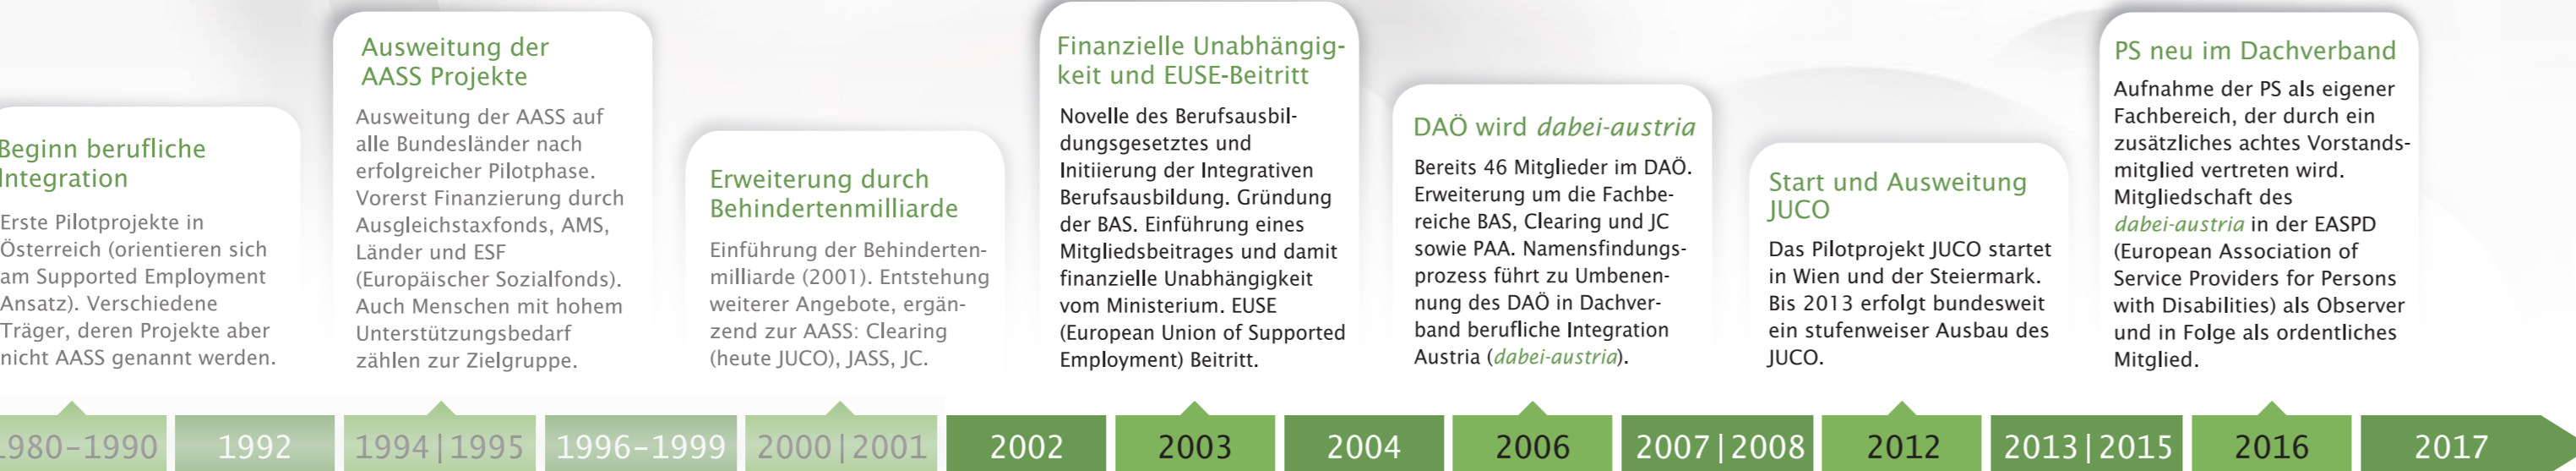 Beginn berufliche
Integration
Erste Pilotprojekte in
Österreich (orientieren sich
am Supported Employment
Ansatz). Verschiedene
Träger, deren Projekte aber
nicht AASS genannt werden.
Ausweitung der
AASS Projekte
Ausweitung der AASS auf
alle Bundesländer nach
erfolgreicher Pilotphase.
Vorerst Finanzierung durch
Ausgleichstaxfonds, AMS,
Länder und ESF
(Europäischer Sozialfonds).
Auch Menschen mit hohem
Unterstützungsbedarf
zählen zur Zielgruppe.
Erweiterung durch
Behindertenmilliarde
Einführung der Behinderten-
milliarde (2001). Entstehung
weiterer Angebote, ergän-
zend zur AASS: Clearing
(heute JUCO), JASS, JC.
Finanzielle Unabhängig-
keit und EUSE-Beitritt
Novelle des Berufsausbil-
dungsgesetztes und
Initiierung der Integrativen
Berufsausbildung. Gründung
der BAS. Einführung eines
Mitgliedsbeitrages und damit
finanzielle Unabhängigkeit
vom Ministerium. EUSE
(European Union of Supported
Employment) Beitritt.
DAÖ wird dabei-austria
Bereits 46 Mitglieder im DAÖ.
Erweiterung um die Fachbe-
reiche BAS, Clearing und JC
sowie PAA. Namensfindungs-
prozess führt zu Umbenen-
nung des DAÖ in Dachver-
band berufliche Integration
Austria (dabei-austria).
Start und Ausweitung
JUCO
Das Pilotprojekt JUCO startet
in Wien und der Steiermark.
Bis 2013 erfolgt bundesweit
ein stufenweiser Ausbau des
JUCO.
PS neu im Dachverband
Aufnahme der PS als eigener
Fachbereich, der durch ein
zusätzliches achtes Vorstands-
mitglied vertreten wird.
Mitgliedschaft des
dabei-austria in der EASPD
(European Association of
Service Providers for Persons
with Disabilities) als Observer
und in Folge als ordentliches
Mitglied.
1980–1990 1992 1994|1995 1996–1999 2000|2001 2002 2003 2004 2006 2007|2008 2012 2013|2015 2016 2017